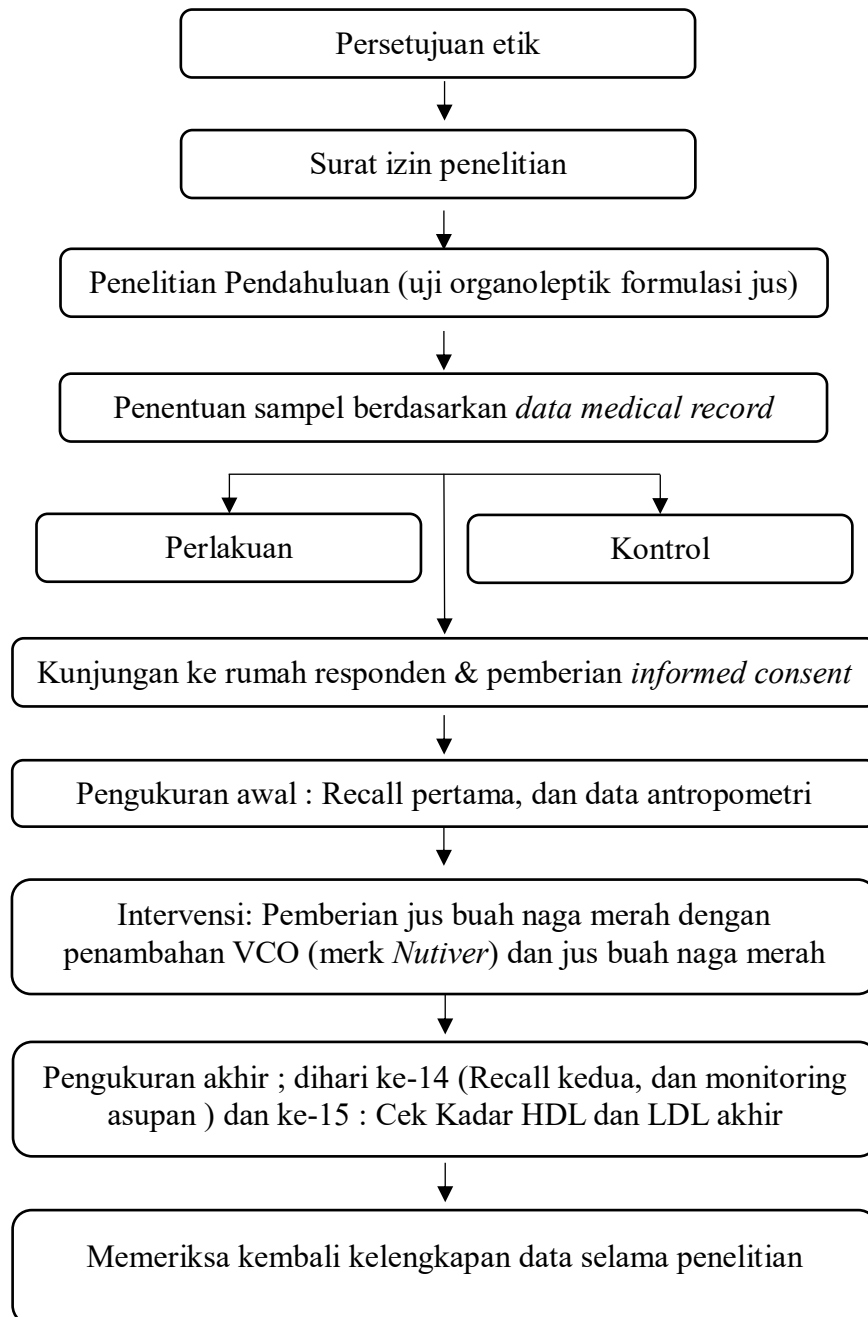 Persetujuan etik
Surat izin penelitian
Penelitian Pendahuluan (uji organoleptik formulasi jus)
Penentuan sampel berdasarkan data medical record
Perlakuan
Kontrol
Kunjungan ke rumah responden & pemberian informed consent
Pengukuran awal : Recall pertama, dan data antropometri
Intervensi: Pemberian jus buah naga merah dengan
penambahan VCO (merk Nutiver) dan jus buah naga merah
Pengukuran akhir ; dihari ke-14 (Recall kedua, dan monitoring
asupan ) dan ke-15 : Cek Kadar HDL dan LDL akhir
Memeriksa kembali kelengkapan data selama penelitian